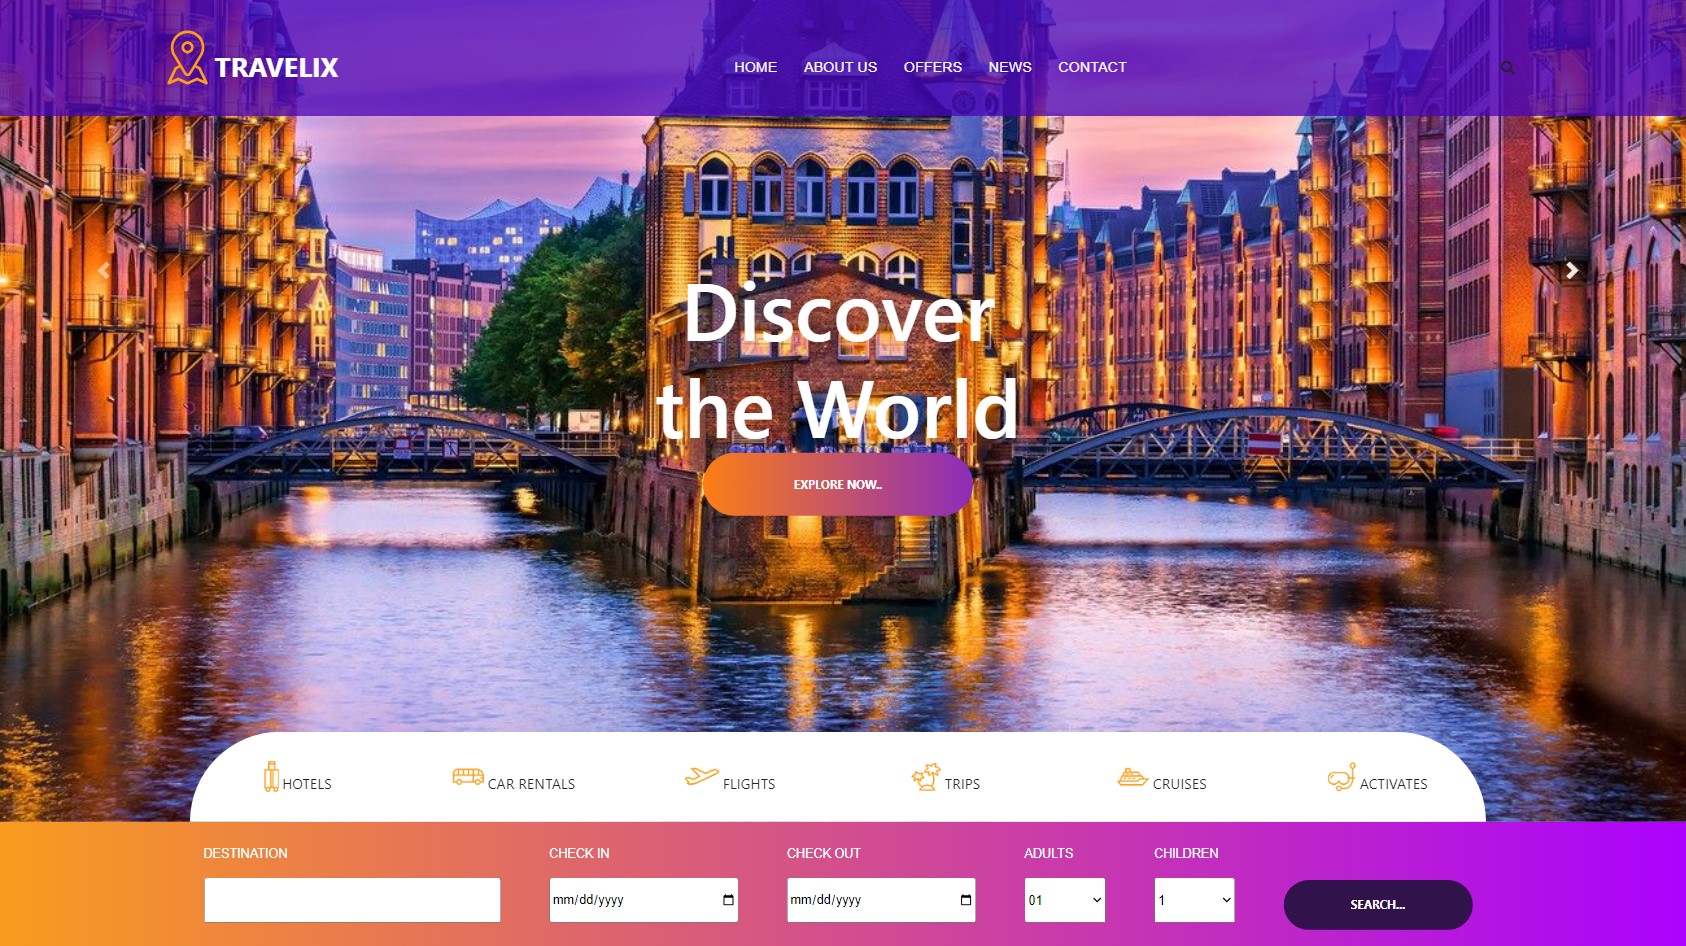 TRAVELIX
HOME ABOUT US OFFERS NEWS CONTACT
Discover
the World
EXPLORE NOW..
HOTELS CAR RENTALS FLIGHTS TRIPS CRUISES ACTIVATES
DESTINATION CHECK IN CHECK OUT ADULTS CHILDREN
mm/dd/yyyy mm/dd/yyyy 01 1 SEARCH...